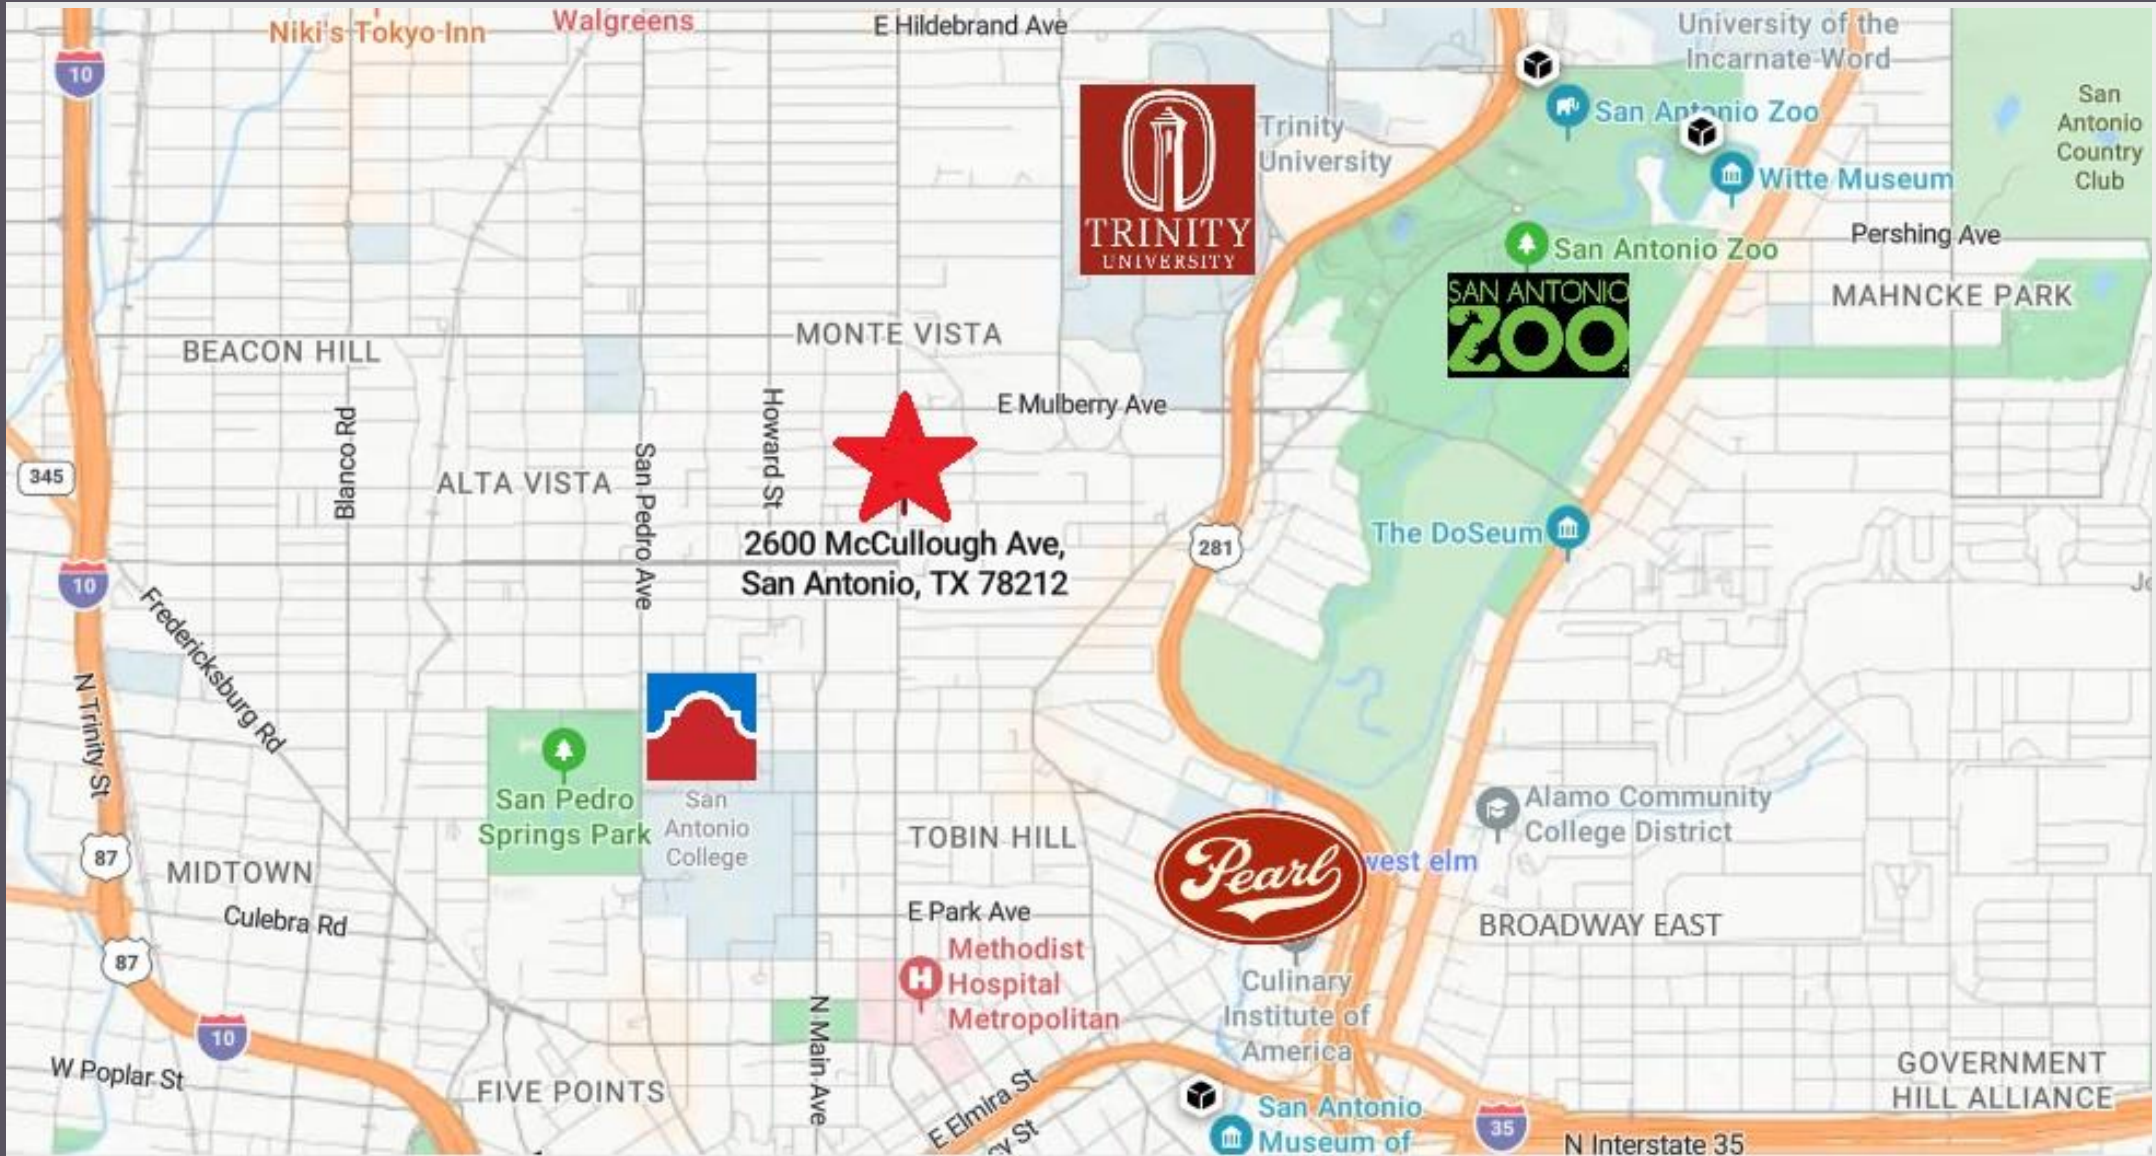 Niki's Tokyo Inn
Walgreens
E Hildebrand Ave
University of the
Incarnate Word
10
San Antonio Zoo
San
Antonio
Country
Club
Trinity
University
TRINITY
UNIVERSITY
Witte Museum
Pershing Ave
San Antonio Zoo
SAN ANTONIO
ZOO
MAHNCKE PARK
MONTE VISTA
BEACON HILL
E Mulberry Ave
Howard St
Blanco Rd
San Pedro Ave
345
ALTA VISTA
The DoSeum
2600 McCullough Ave,
San Antonio, TX 78212
281
10
Fredericksburg Rd
N Trinity St
San Pedro
Springs Park
San
Antonio
College
TOBIN HILL
Alamo Community
College District
Pearl
west elm
87
MIDTOWN
Culebra Rd
E Park Ave
BROADWAY EAST
87
Methodist
Hospital
Metropolitan
H
Culinary
Institute of
America
N Main Ave
10
W Poplar St
FIVE POINTS
E Elmira St
San Antonio
Museum of
35
N Interstate 35
GOVERNMENT
HILL ALLIANCE